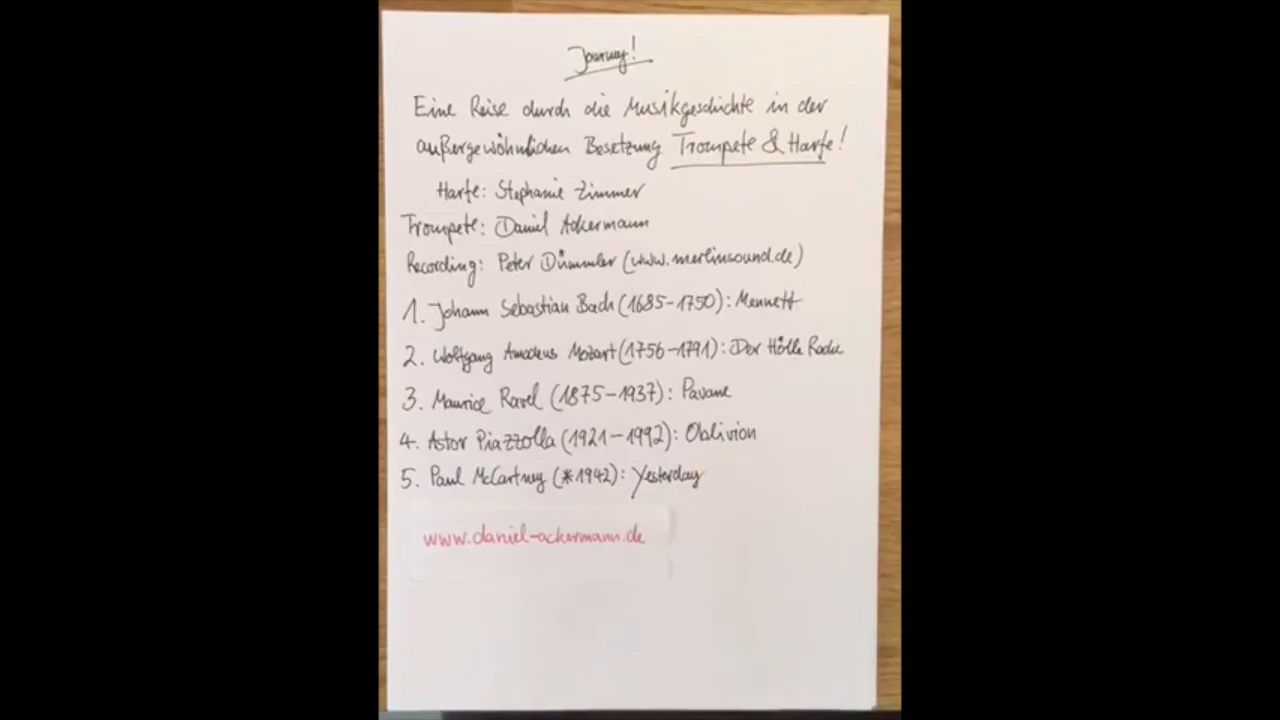 Journey!
Eine Reise durch die Musikgeschichte in der
außergewöhnlichen Besetzung Trompete & Harfe!
Harfe: Stephanie Zimmer
Trompete: Daniel Ackermann
Recording: Peter Dümmler (www.merlinsound.de)
1. Johann Sebastian Bach (1685-1750): Menuett
2. Wolfgang Amadeus Mozart (1756-1791): Der Hölle Rache
3. Maurice Ravel (1875-1937): Pavane
4. Astor Piazzolla (1921-1992): Oblivion
5. Paul McCartney (*1942): Yesterday
www.daniel-ackermann.de